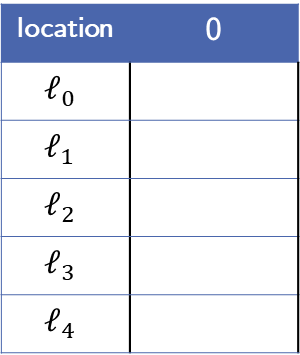 location 0
ℓ₀
ℓ₁
ℓ₂
ℓ₃
ℓ₄